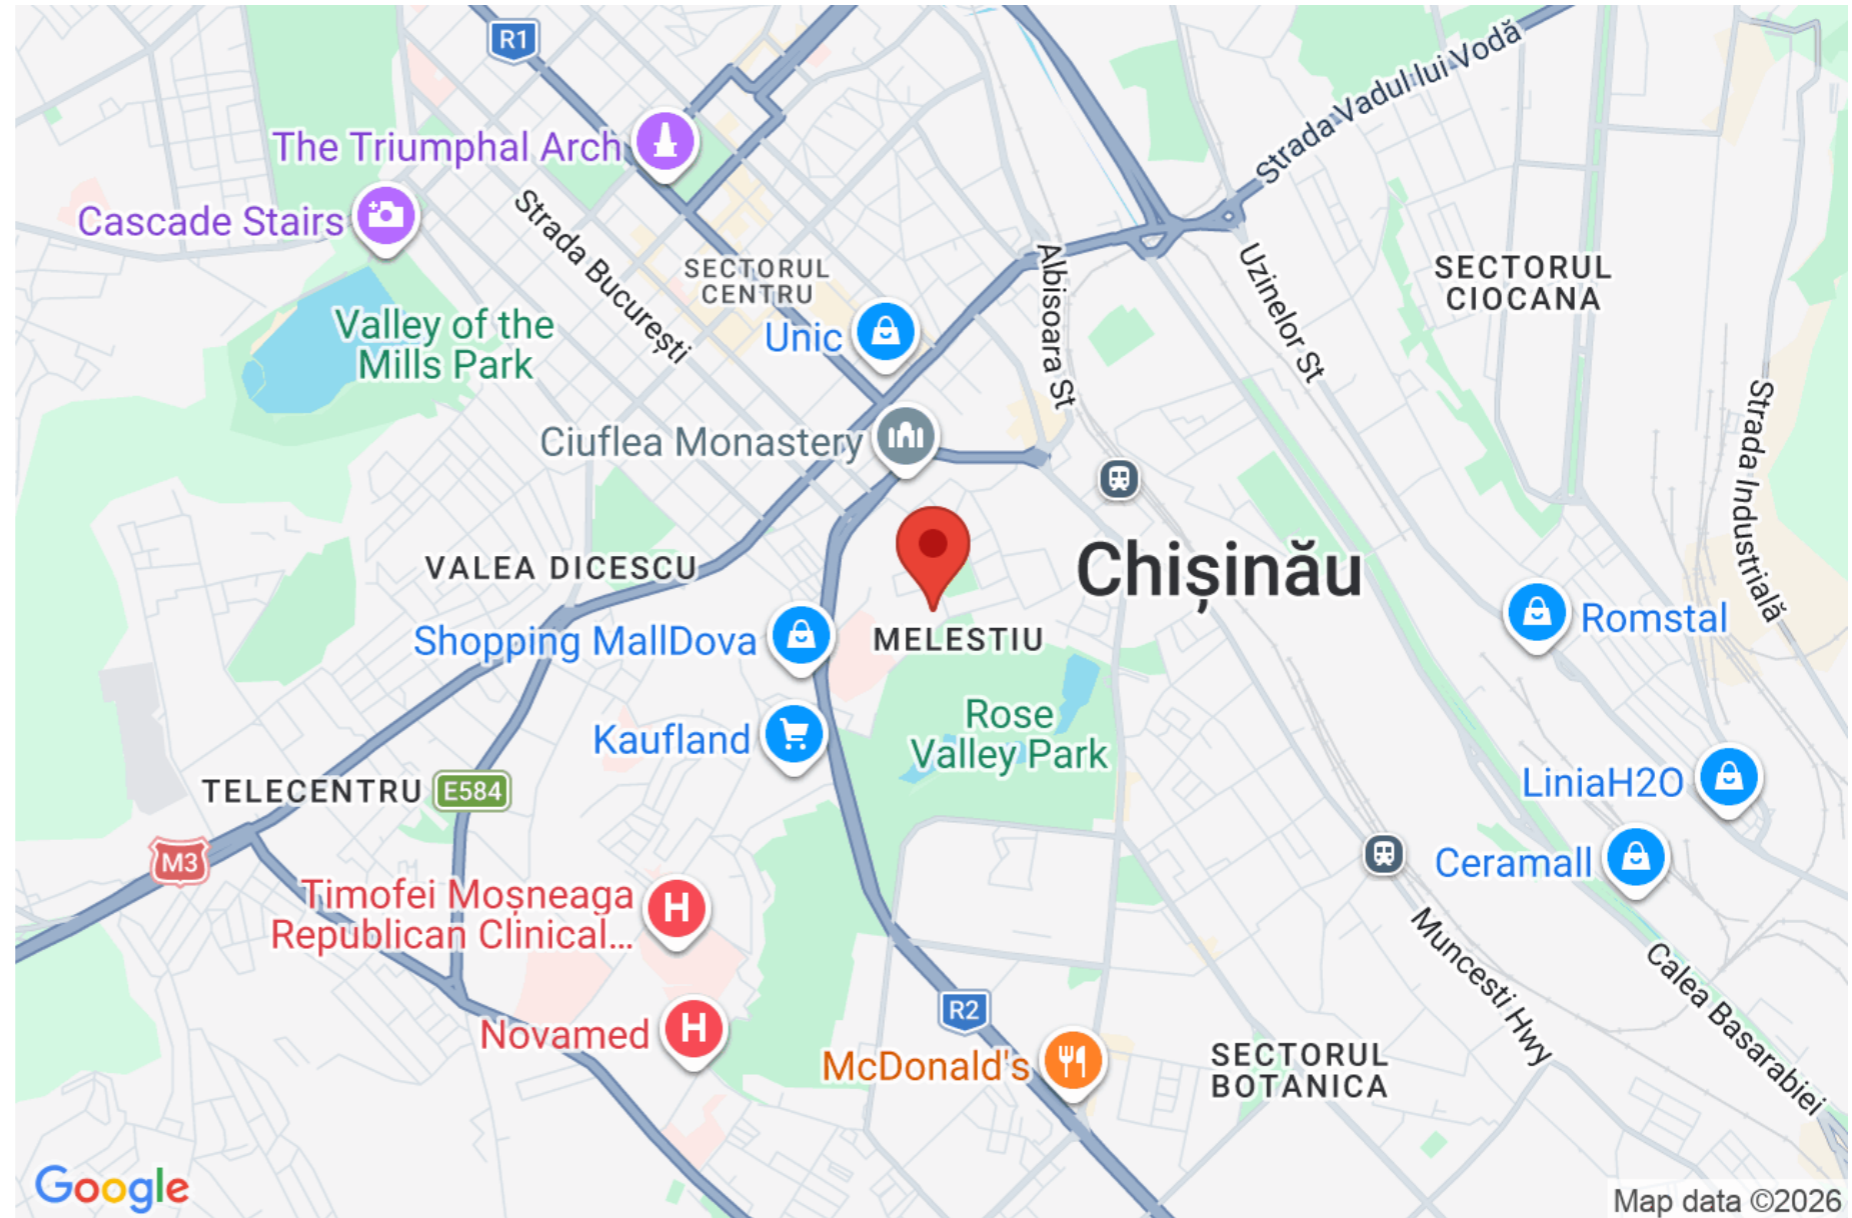 R1
Strada Vadul lui Vodă
The Triumphal Arch
Cascade Stairs
Strada București
SECTORUL
CENTRU
Albisoara St
Uzinelor St
SECTORUL
CIOCANA
Valley of the
Mills Park
Unic
Ciuflea Monastery
Strada Industrială
VALEA DICESCU
Chișinău
Shopping MallDova
MELESTIU
Romstal
Rose
Valley Park
Kaufland
TELECENTRU
E584
LiniaH2O
M3
Ceramall
Timofei Moșneaga
Republican Clinical...
Muncesti Hwy
Calea Basarabiei
R2
Novamed
McDonald's
SECTORUL
BOTANICA
H
H
Google
Map data ©2026